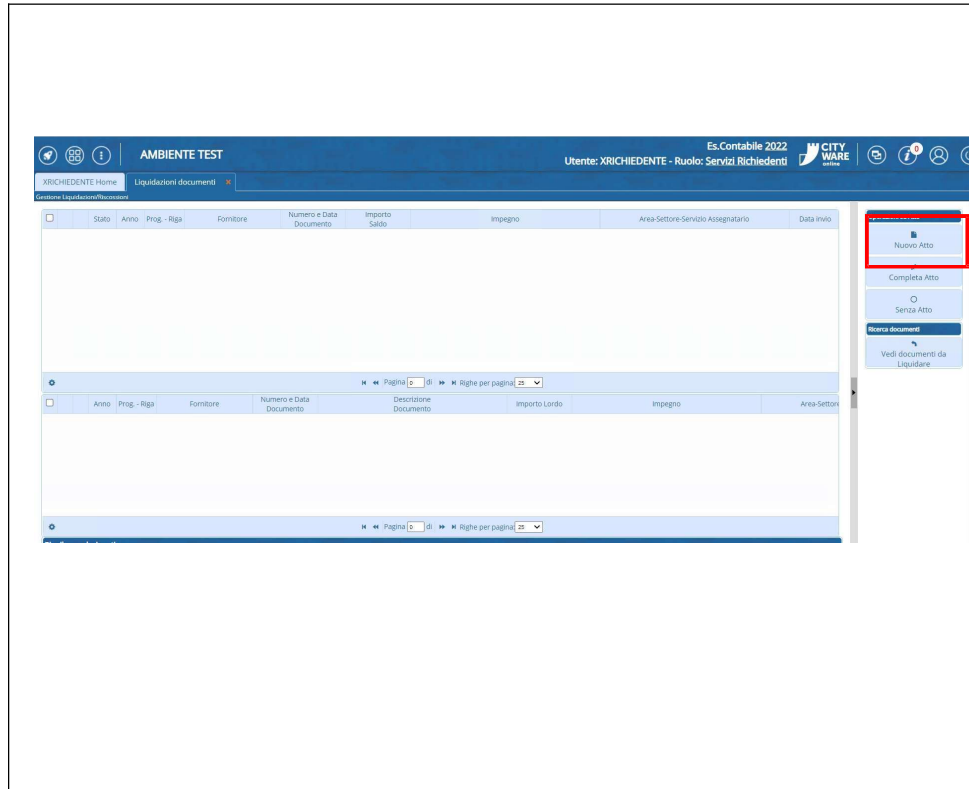 AMBIENTE TEST
Es.Contabile 2022
Utente: XRICHIEDENTE - Ruolo: Servizi Richiedenti
CITY
WARE
online
0
XRICHIEDENTE Home
Liquidazioni documenti
Gestione Liquidazioni/Riscossioni
Stato Anno Prog. - Riga Fornitore Numero e Data Documento Importo Saldo Impegno Area-Settore-Servizio Assegnatario Data invio
Nuovo Atto
Completa Atto
Senza Atto
Ricerca documenti
Vedi documenti da
Liquidare
Pagina 0 di Righe per pagina: 25
Anno Prog. - Riga Fornitore Numero e Data Documento Descrizione Documento Importo Lordo Impegno Area-Settore
Pagina 0 di Righe per pagina: 25